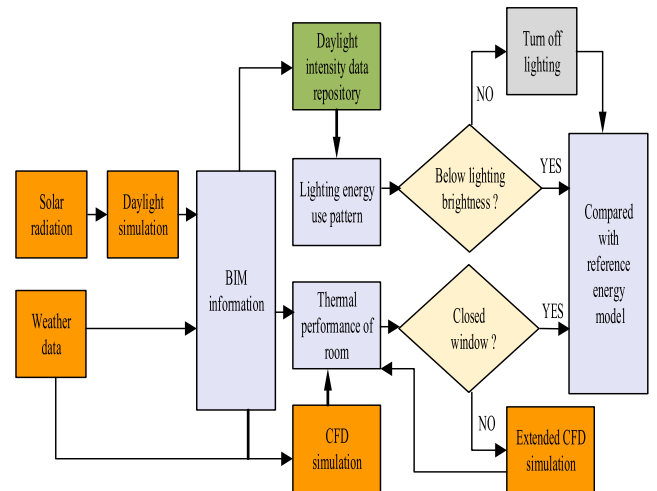 Daylight
intensity data
repository
Turn off
lighting
NO
Solar
radiation
Daylight
simulation
BIM
information
Lighting energy
use pattern
Below lighting
brightness ?
YES
Compared
with
reference
energy
model
Weather
data
Thermal
performance of
room
Closed
window ?
YES
NO
CFD
simulation
Extended CFD
simulation